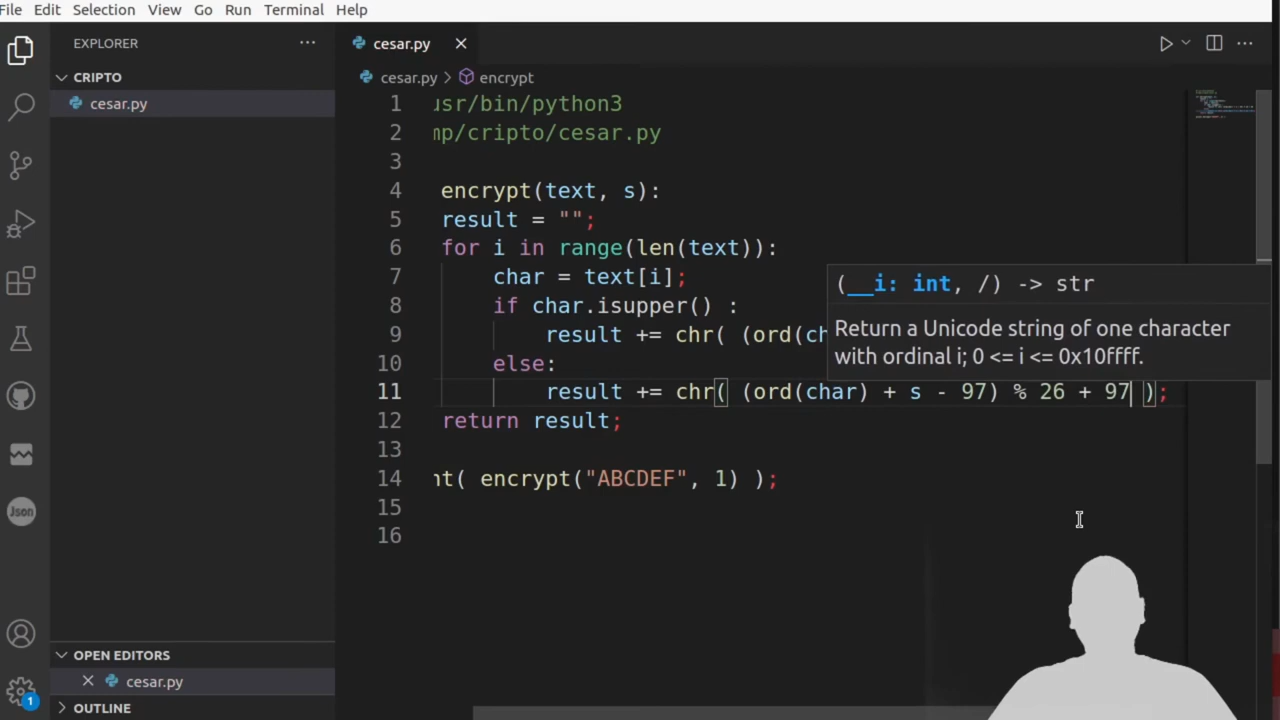 File Edit Selection View Go Run Terminal Help
EXPLORER
CRIPTO
cesar.py
OPEN EDITORS
cesar.py
OUTLINE
1
Json
cesar.py
cesar.py > encrypt
1 usr/bin/python3
2 mp/cripto/cesar.py
3
4 encrypt(text, s):
5 result = "";
6 for i in range(len(text)):
7 char = text[i];
8 if char.isupper() :
9 result += chr( (ord(ch
10 else:
11 result += chr( (ord(char) + s - 97) % 26 + 97 );
12 return result;
13
14 nt( encrypt("ABCDEF", 1) );
15
16
(__i: int, /) -> str
Return a Unicode string of one character
with ordinal i; 0 <= i <= 0x10ffff.